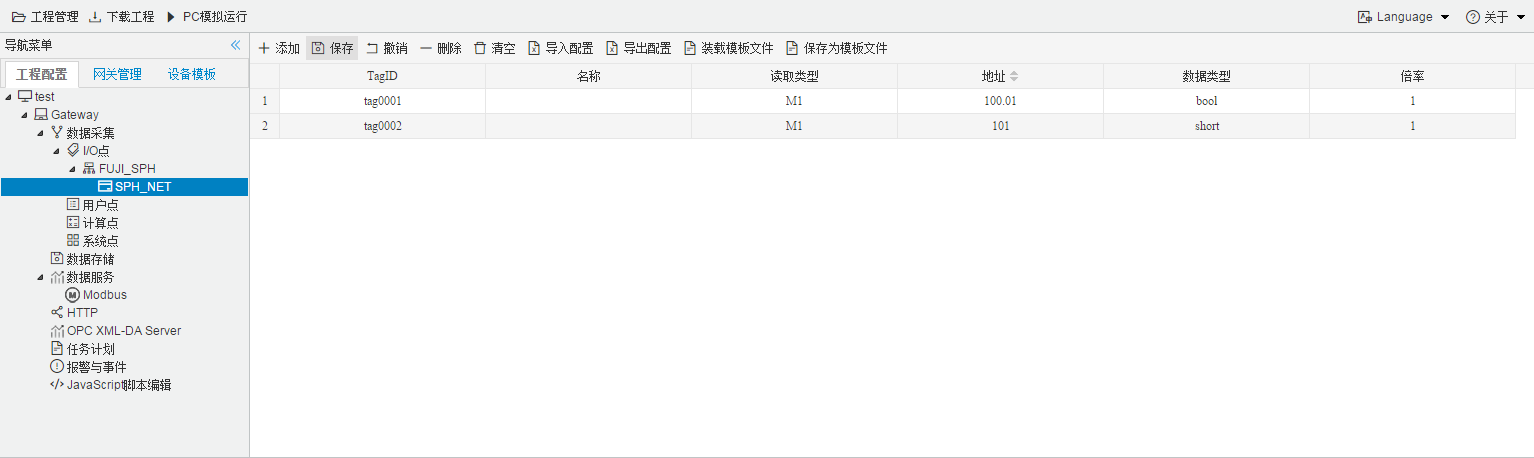 工程管理 下载工程 PC模拟运行 Language 关于
导航菜单
添加 保存 撤销 删除 清空 导入配置 导出配置 装载模板文件 保存为模板文件
工程配置 网关管理 设备模板
TagID 名称 读取类型 地址 数据类型 倍率
1 tag0001 M1 100.01 bool 1
2 tag0002 M1 101 short 1
test
Gateway
数据采集
I/O点
FUJI_SPH
SPH_NET
用户点
计算点
系统点
数据存储
数据服务
M Modbus
HTTP
OPC XML-DA Server
任务计划
报警与事件
JavaScript脚本编辑